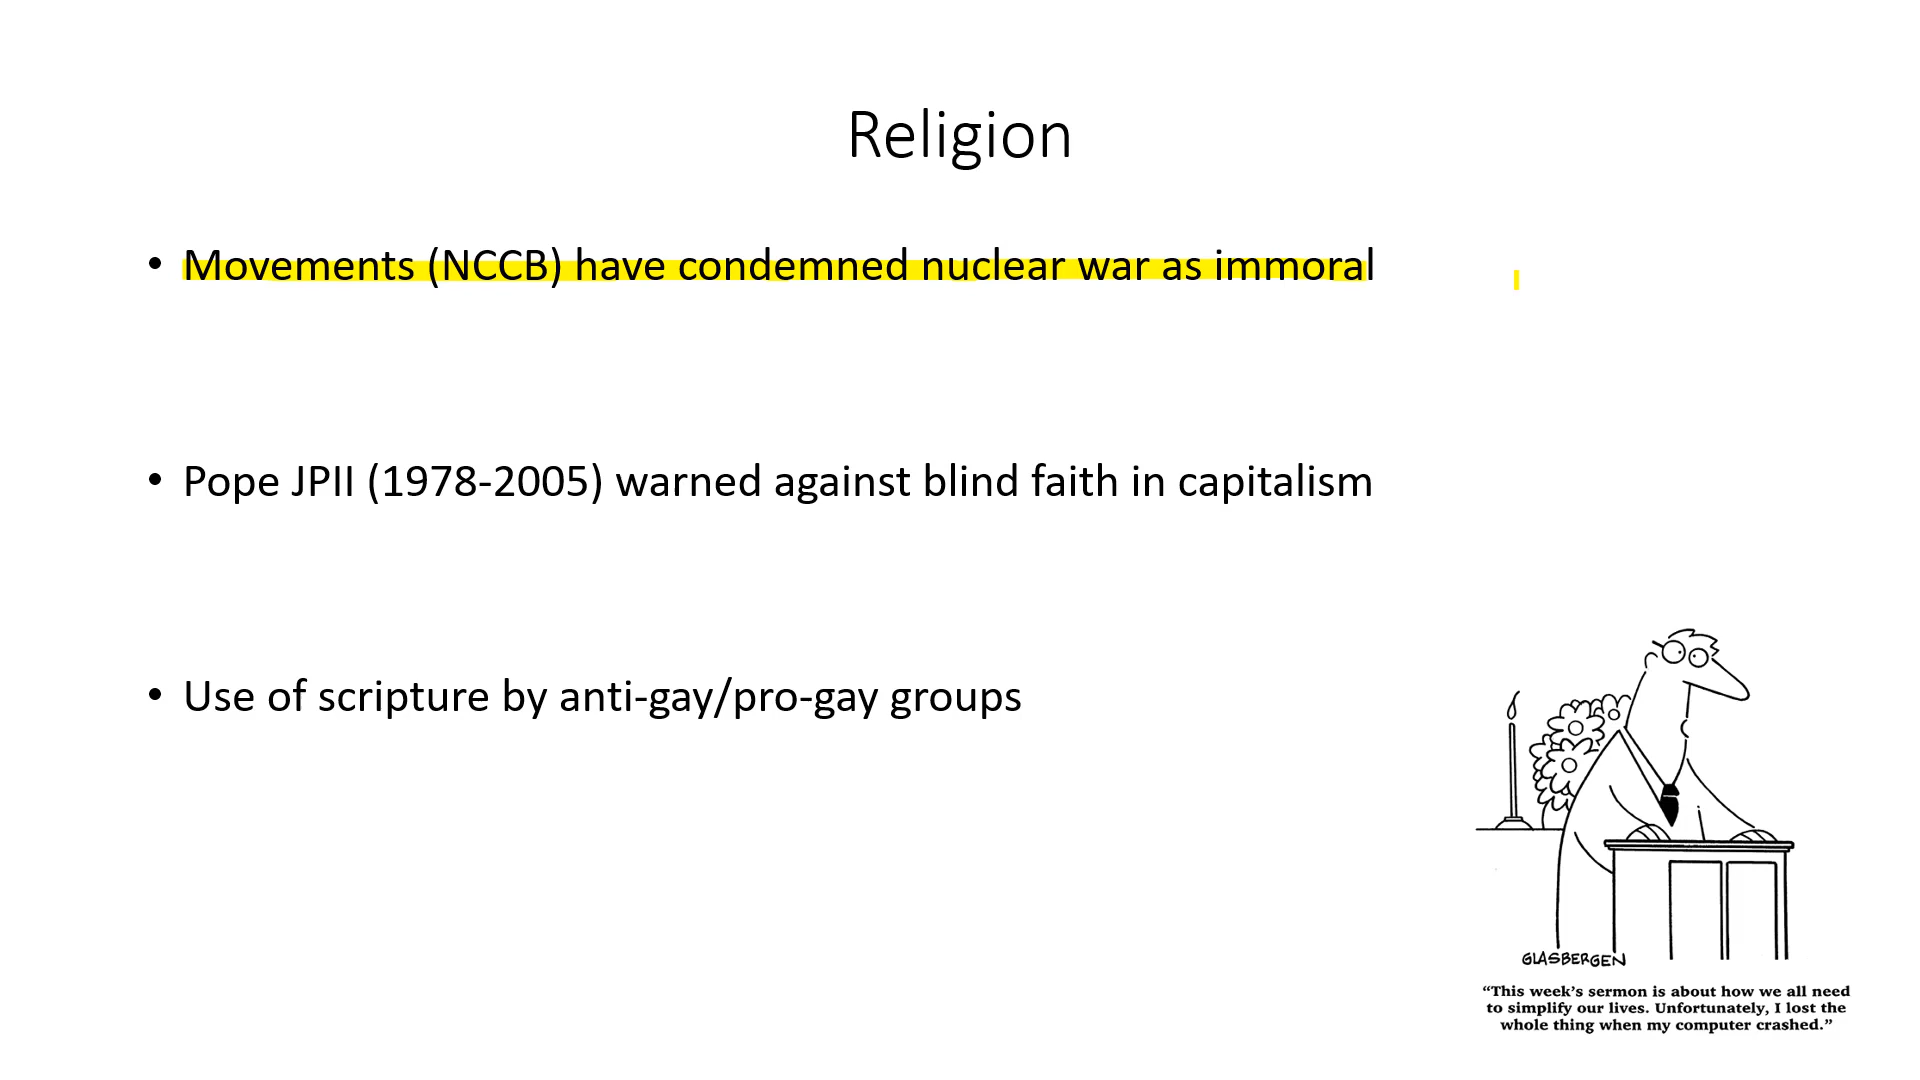 Religion
• Movements (NCCB) have condemned nuclear war as immoral
• Pope JPII (1978-2005) warned against blind faith in capitalism
• Use of scripture by anti-gay/pro-gay groups
GLASBERGEN
“This week’s sermon is about how we all need
to simplify our lives. Unfortunately, I lost the
whole thing when my computer crashed.”